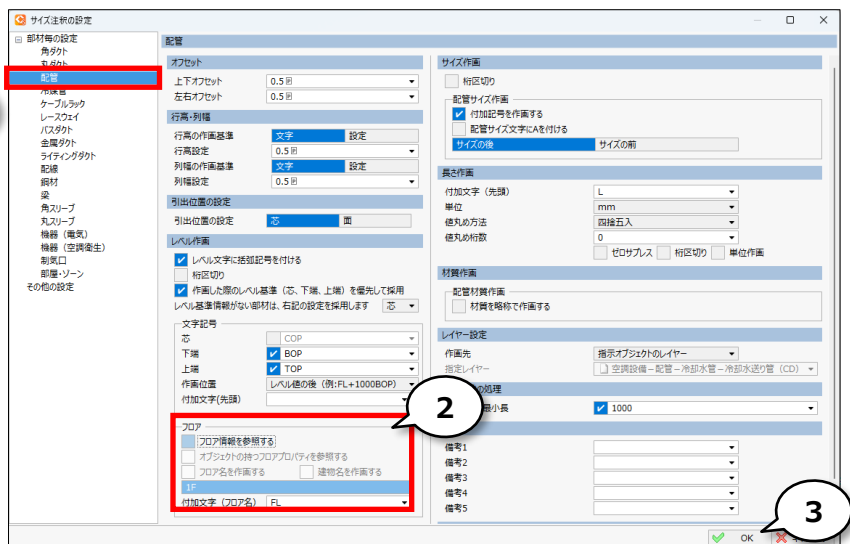 サイズ注釈の設定
部材毎の設定
角ダクト
丸ダクト
配管
冷媒管
ケーブルラック
レースウェイ
バスダクト
金属ダクト
ライティングダクト
配線
鋼材
梁
角スリーブ
丸スリーブ
機器（電気）
機器（空調衛生）
制気口
部屋・ゾーン
その他の設定
配管
オフセット
上下オフセット 0.5
左右オフセット 0.5
行高・列幅
行高の作画基準 文字 設定
行高設定 0.5
列幅の作画基準 文字 設定
列幅設定 0.5
引出位置の設定
引出位置の設定 芯 面
レベル作画
レベル文字に括弧記号を付ける
桁区切り
作画した際のレベル基準（芯、下端、上端）を優先して採用
レベル基準情報がない部材は、右記の設定を採用します 芯
文字記号
芯 COP
下端 BOP
上端 TOP
作画位置 レベル値の後（例:FL+1000BOP）
付加文字(先頭)
フロア
フロア情報を参照する
オブジェクトの持つフロアプロパティを参照する
フロア名を作画する 建物名を作画する
1F
付加文字（フロア名） FL
サイズ作画
桁区切り
配管サイズ作画
付加記号を作画する
配管サイズ文字にAを付ける
サイズの後 サイズの前
長さ作画
付加文字（先頭） L
単位 mm
値丸め方法 四捨五入
値丸め桁数 0
ゼロサプレス 桁区切り 単位作画
材質作画
配管材質作画
材質を略称で作画する
レイヤー設定
作画先 指示オブジェクトのレイヤー
指定レイヤー 空調設備－配管－冷却水管－冷却水送り管（CD）
の処理
最小長 1000
備考1
備考2
備考3
備考4
備考5
OK
2
3